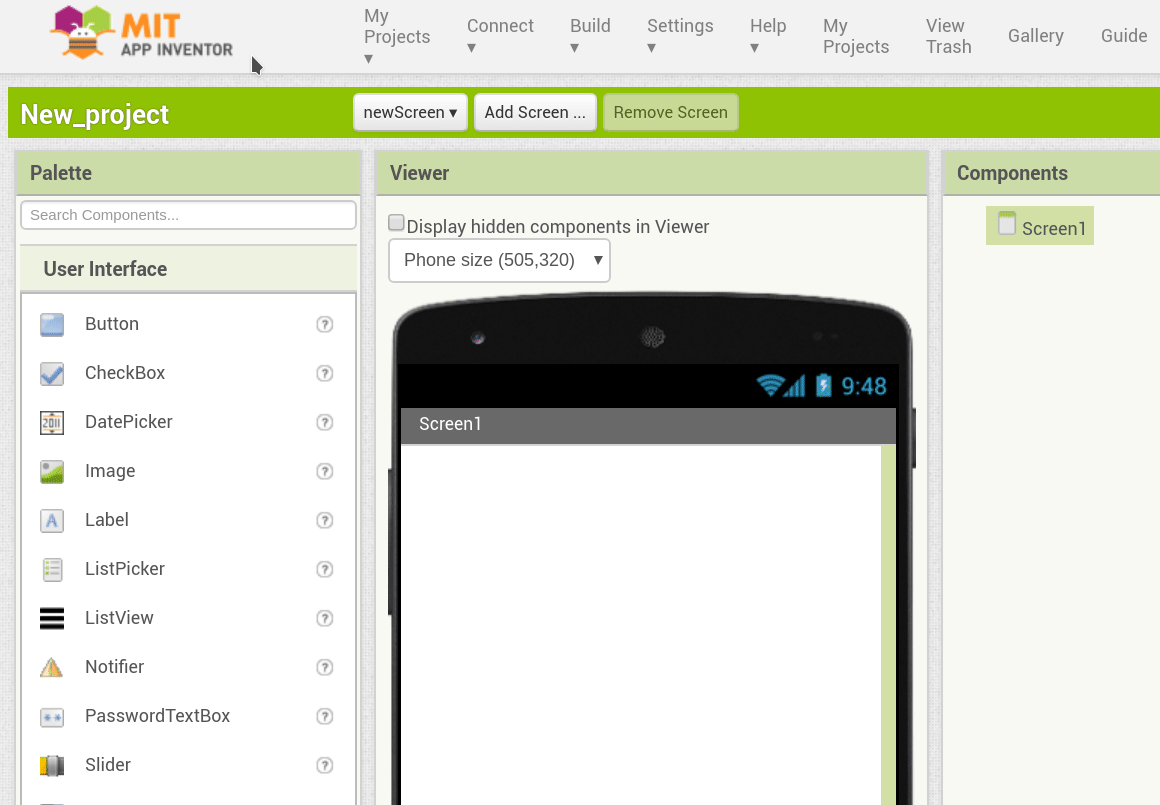 MIT
APP INVENTOR
My Projects ▾
Connect ▾
Build ▾
Settings ▾
Help ▾
My Projects
View Trash
Gallery
Guide
New_project
newScreen ▾
Add Screen ...
Remove Screen
Palette
Search Components...
User Interface
Button
?
CheckBox
?
2011
DatePicker
?
Image
?
A
Label
?
ListPicker
?
ListView
?
Notifier
?
PasswordTextBox
?
Slider
?
Viewer
Display hidden components in Viewer
Phone size (505,320) ▾
9:48
Screen1
Components
Screen1